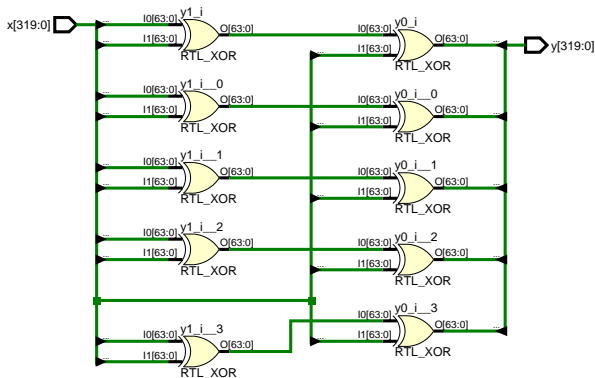 x[319:0]
I0[63:0] y1_i O[63:0]
I1[63:0]
RTL_XOR
I0[63:0] y0_i O[63:0]
I1[63:0]
RTL_XOR
y[319:0]
I0[63:0] y1_i__0 O[63:0]
I1[63:0]
RTL_XOR
I0[63:0] y0_i__0 O[63:0]
I1[63:0]
RTL_XOR
I0[63:0] y1_i__1 O[63:0]
I1[63:0]
RTL_XOR
I0[63:0] y0_i__1 O[63:0]
I1[63:0]
RTL_XOR
I0[63:0] y1_i__2 O[63:0]
I1[63:0]
RTL_XOR
I0[63:0] y0_i__2 O[63:0]
I1[63:0]
RTL_XOR
I0[63:0] y1_i__3 O[63:0]
I1[63:0]
RTL_XOR
I0[63:0] y0_i__3 O[63:0]
I1[63:0]
RTL_XOR